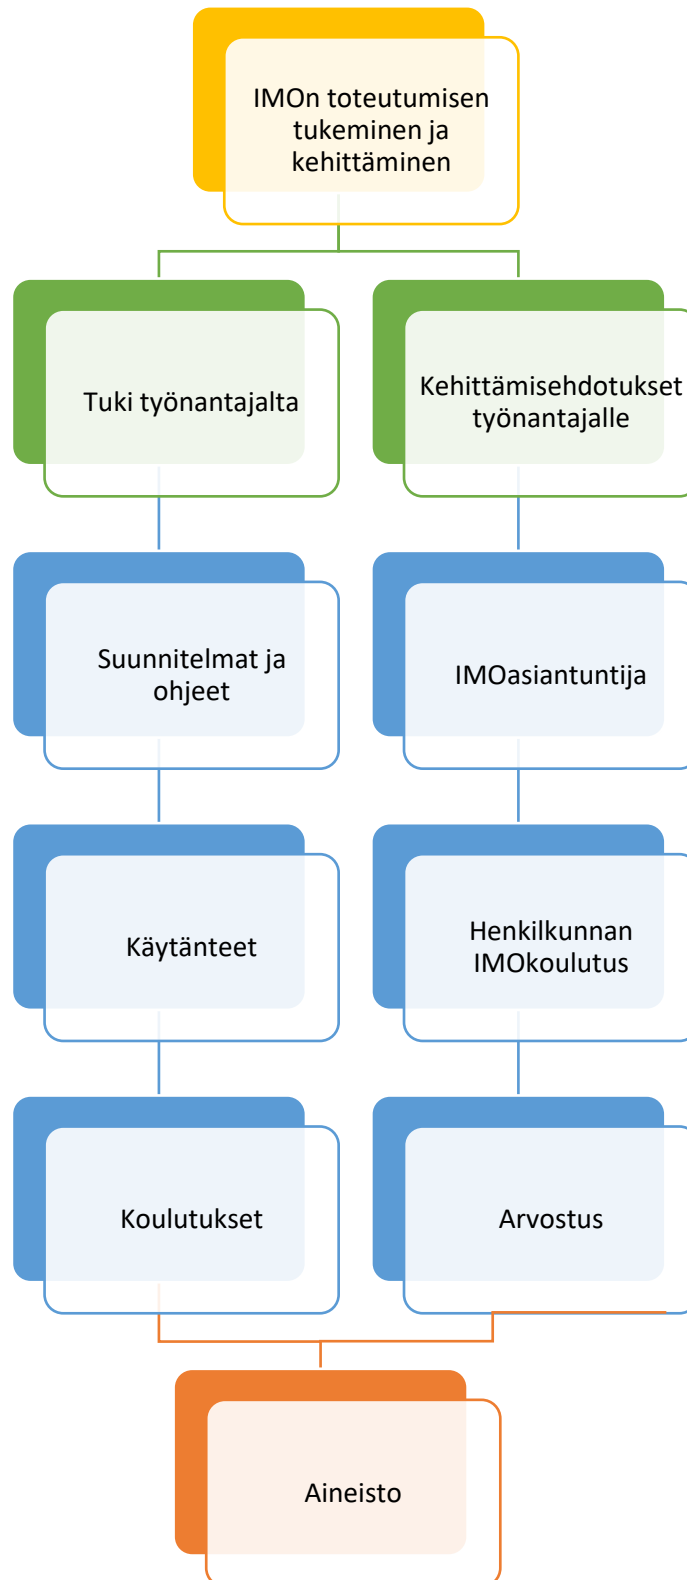 IMOn toteutumisen
tukeminen ja
kehittäminen
Tuki työnantajalta
Kehittämisehdotukset
työnantajalle
Suunnitelmat ja
ohjeet
IMOasiantuntija
Käytänteet
Henkilkunnan
IMOkoulutus
Koulutukset
Arvostus
Aineisto